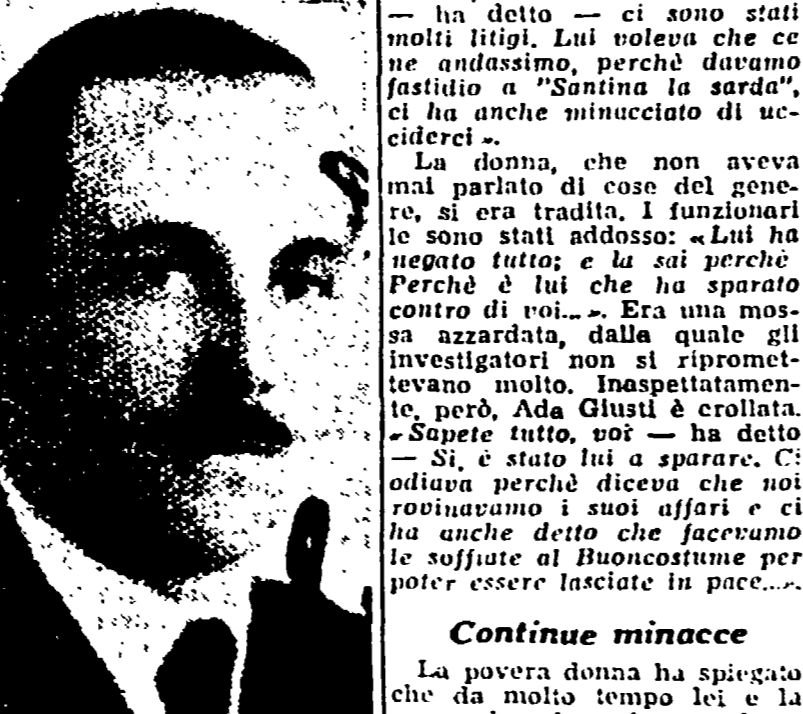 — ha detto — ci sono stati
molti litigi. Lui voleva che ce
ne andassimo, perchè davamo
fastidio a "Santina la sarda",
ci ha anche minacciato di uc-
ciderci ».
La donna, che non aveva
mai parlato di cose del gene-
re, si era tradita. I funzionari
le sono stati addosso: «Lui ha
negato tutto; e la sai perchè
Perchè è lui che ha sparato
contro di voi...». Era una mos-
sa azzardata, dalla quale gli
investigatori non si ripromet-
tevano molto. Inaspettatamen-
te, però, Ada Giusti è crollata.
«Sapete tutto, voi — ha detto
— Si, è stato lui a sparare. Ci
odiava perchè diceva che noi
rovinavamo i suoi affari e ci
ha anche detto che facevamo
le soffiate al Buoncostume per
poter essere lasciate in pace...».
Continue minacce
La povera donna ha spiegato
che da molto tempo lei e la